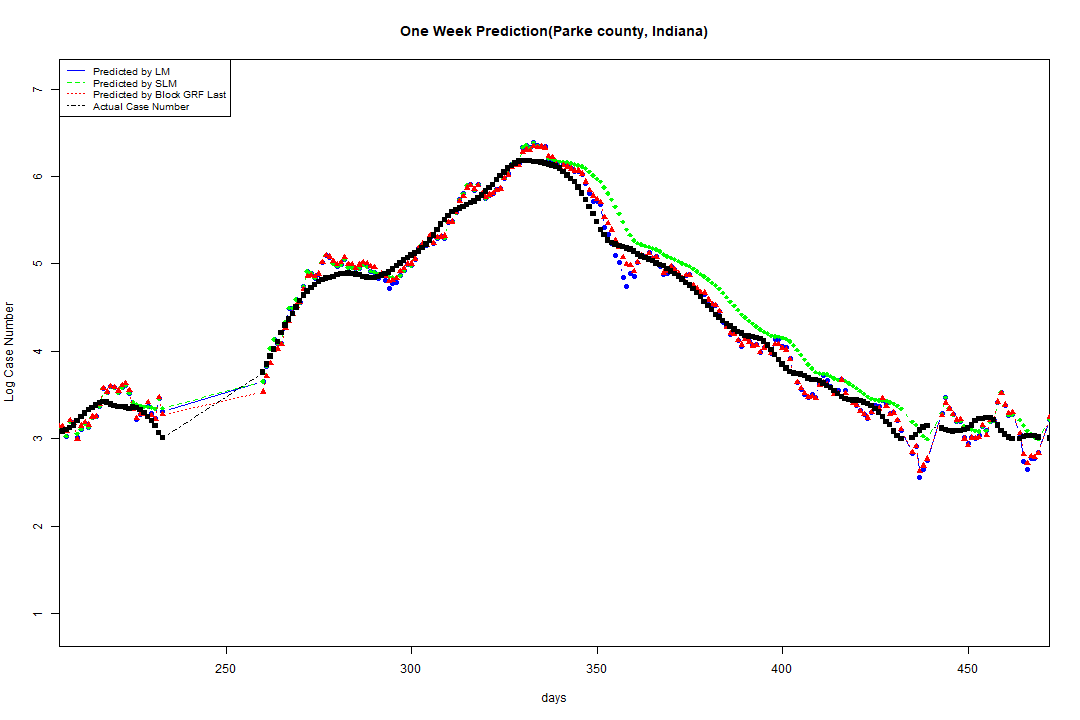 One Week Prediction(Parke county, Indiana)
Predicted by LM
Predicted by SLM
Predicted by Block GRF Last
Actual Case Number
Log Case Number
7
6
5
4
3
2
1
250 300 350 400 450
days